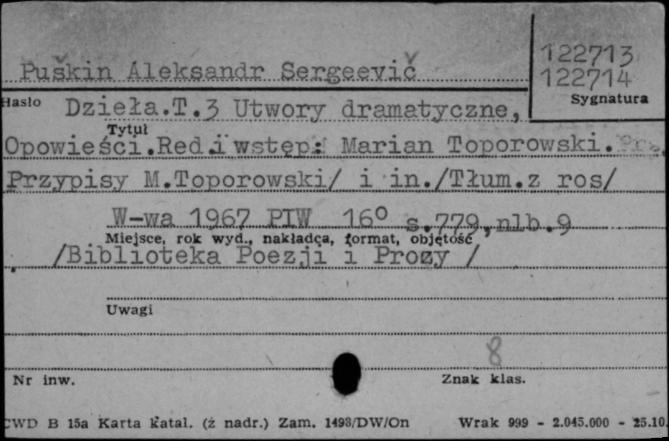 Puškin Aleksandr Sergeevič
122713
122714
Sygnatura
Hasło
Dzieła.T.3 Utwory dramatyczne,
Tytuł
Opowieści.Red.i wstęp: Marian Toporowski.
Przypisy M.Toporowski/ i in./Tłum.z ros/
W-wa 1967 PIW 16° s.779,nlb.9
Miejsce, rok wyd., nakładca, format, objętość
/Biblioteka Poezji i Prozy /
Uwagi
8
Nr inw.
Znak klas.
CWD B 15a Karta katal. (ż nadr.) Zam. 1493/DW/On Wrak 999 - 2.045.000 - 25.10